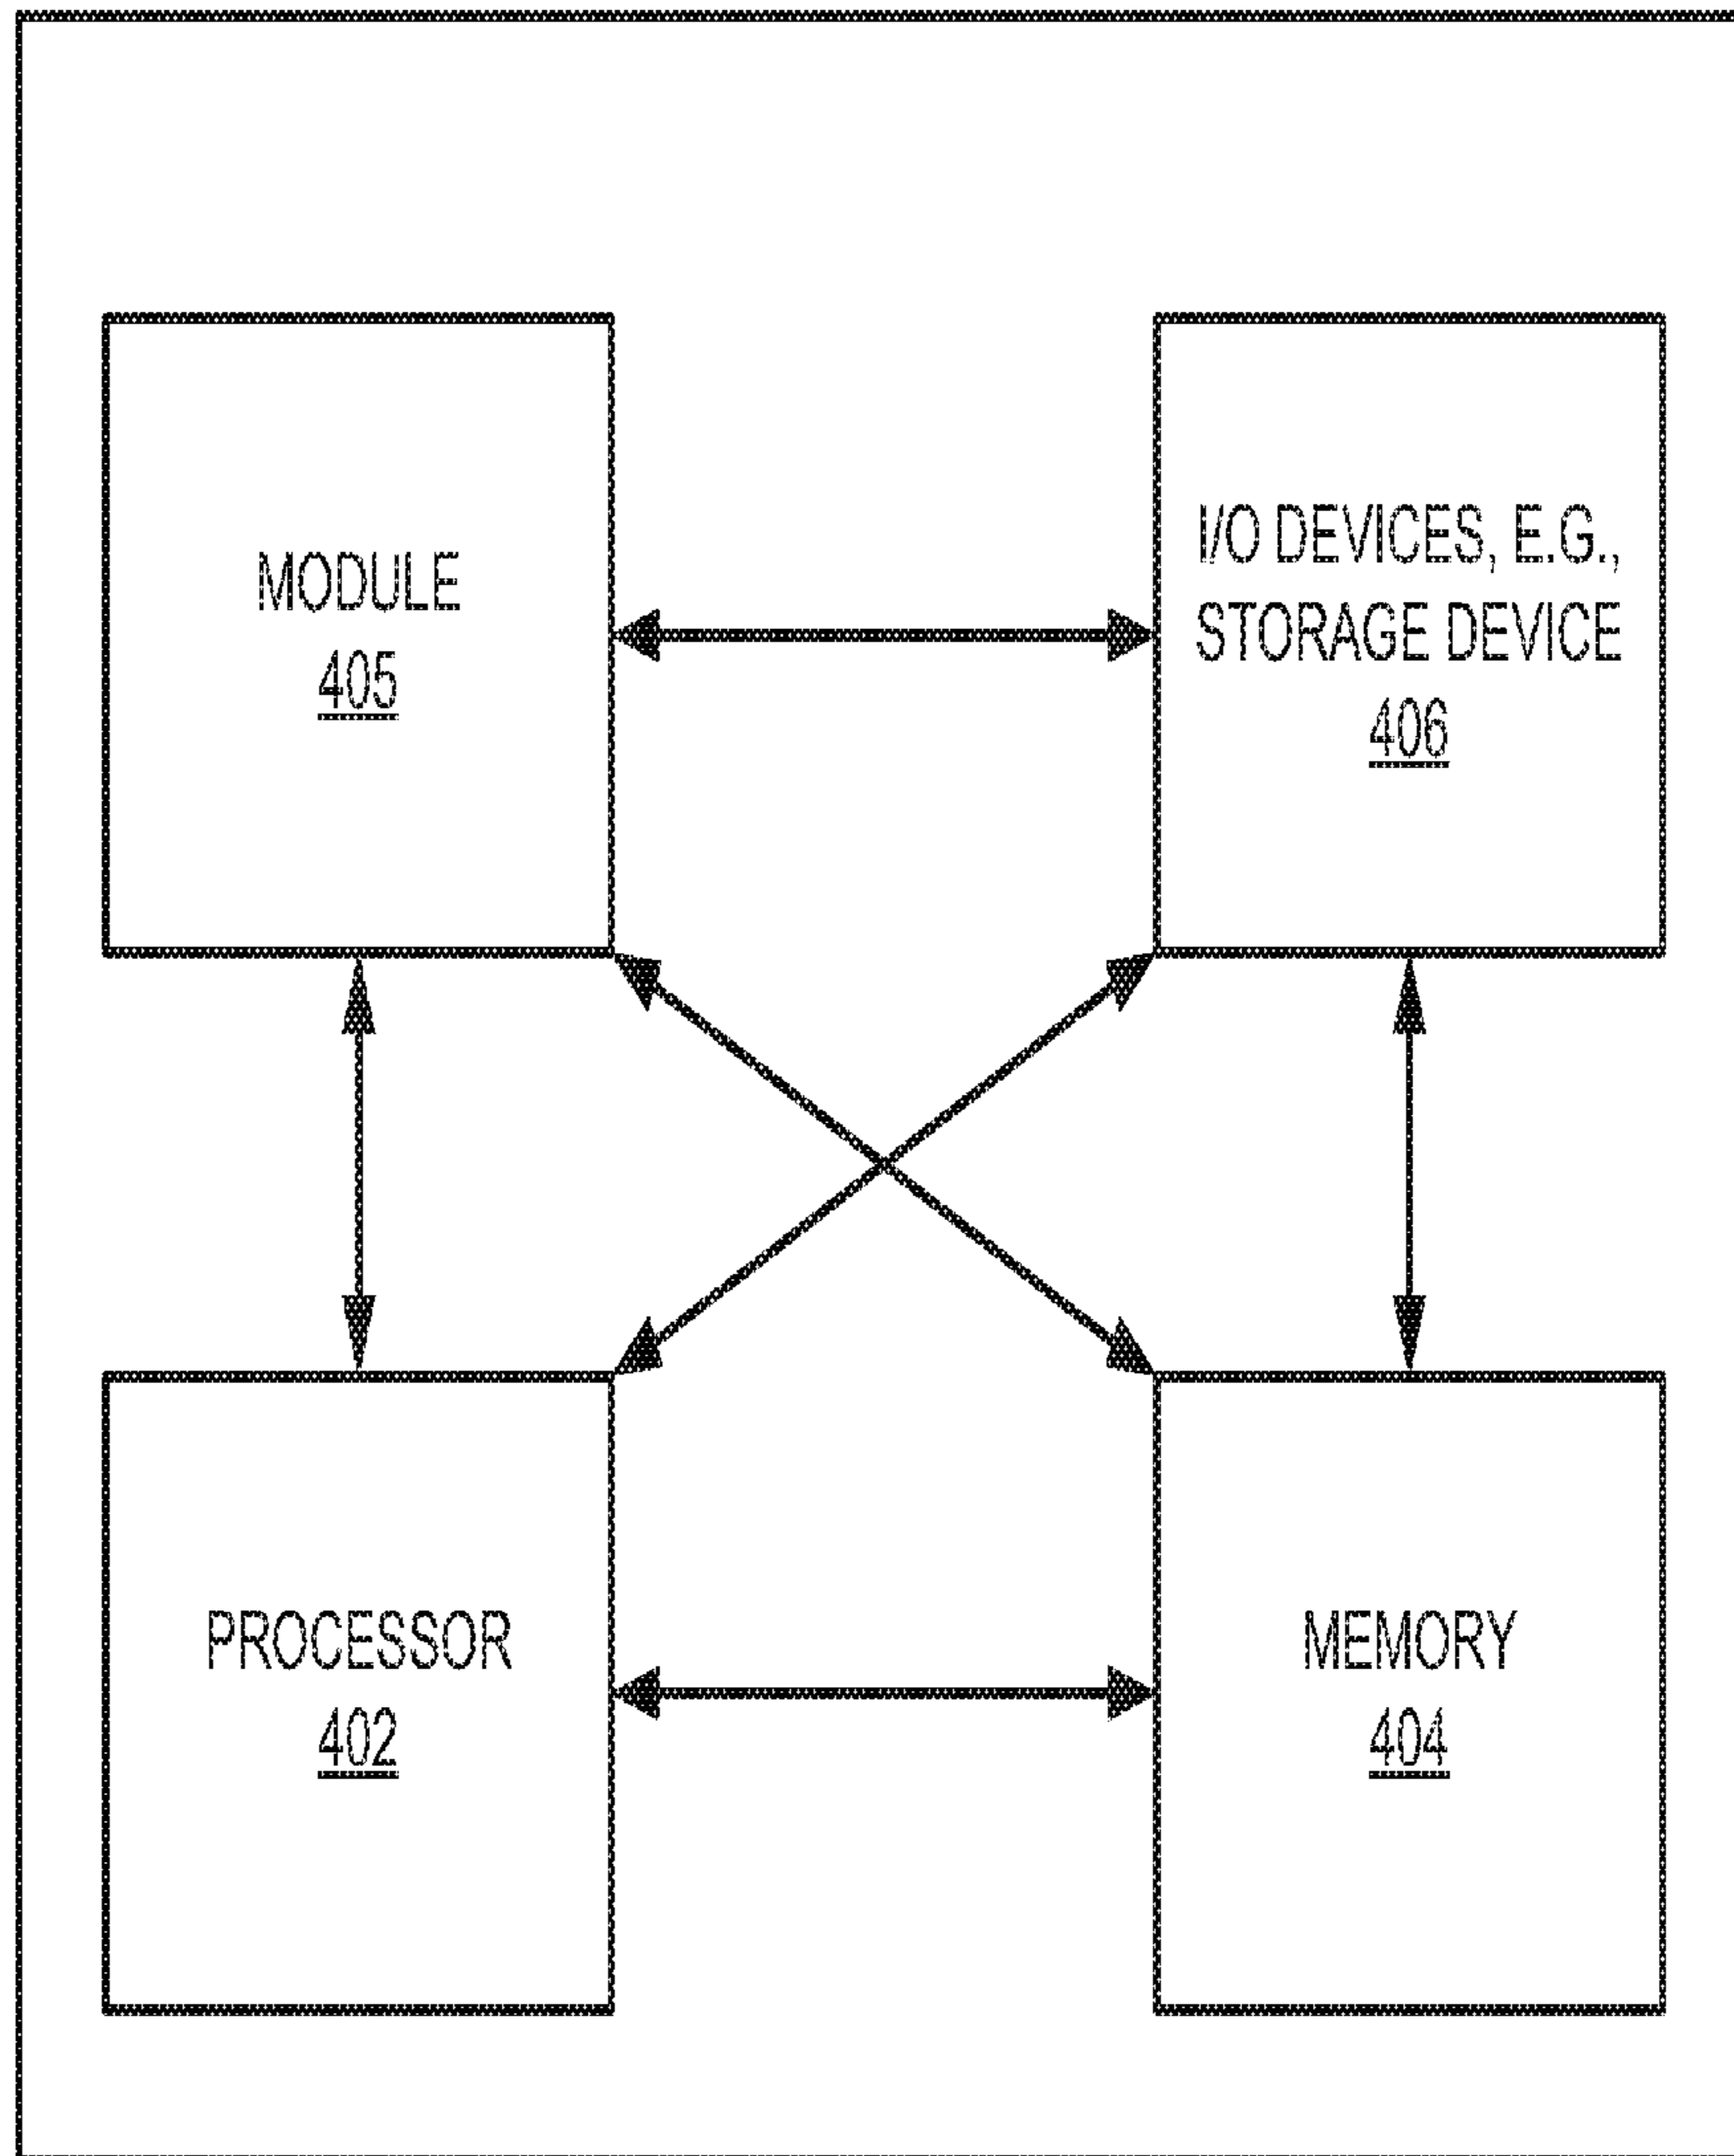 MODULE
405
I/O DEVICES, E.G.,
STORAGE DEVICE
406
PROCESSOR
402
MEMORY
404